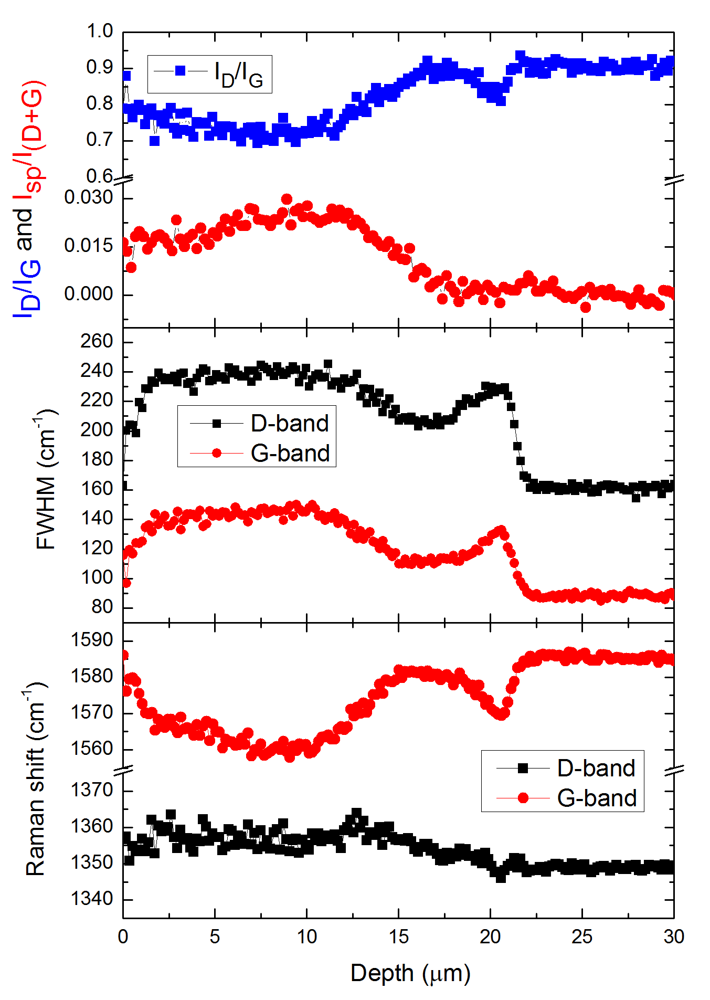 I_D/I_G and I_sp/I_(D+G)
1.0
0.9
0.8
0.7
0.6
0.030
0.015
0.000
I_D/I_G
FWHM (cm⁻¹)
260
240
220
200
180
160
140
120
100
80
D-band
G-band
Raman shift (cm⁻¹)
1590
1580
1570
1560
1370
1360
1350
1340
D-band
G-band
0 5 10 15 20 25 30
Depth (μm)